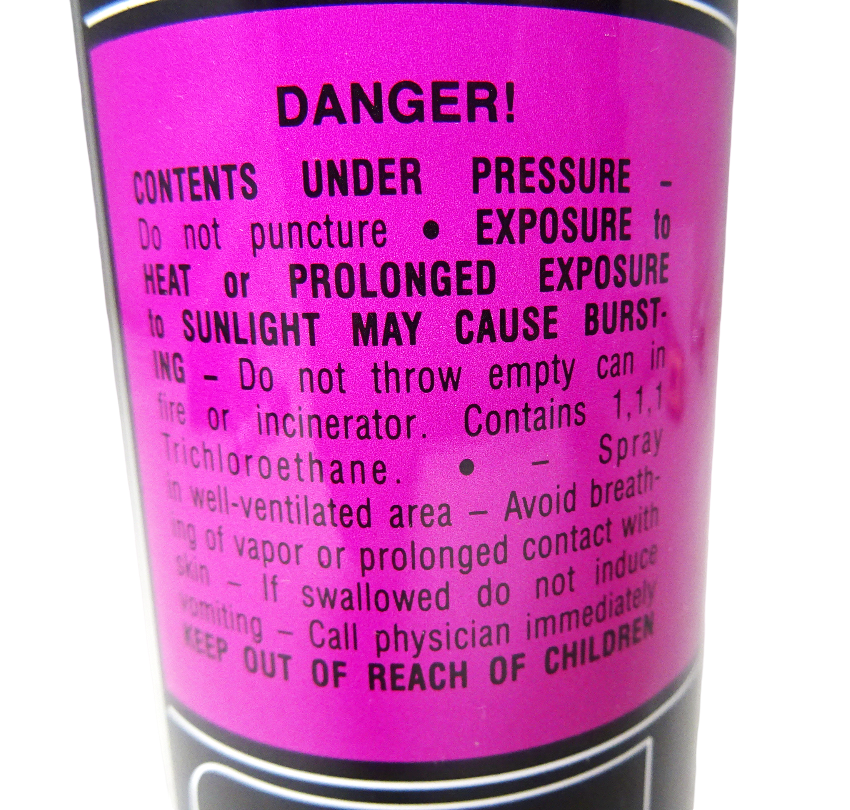 DANGER!
CONTENTS UNDER PRESSURE –
Do not puncture • EXPOSURE to
HEAT or PROLONGED EXPOSURE
to SUNLIGHT MAY CAUSE BURST-
ING – Do not throw empty can in
fire or incinerator. Contains 1,1,1
Trichloroethane. • – Spray
in well-ventilated area – Avoid breath-
ing of vapor or prolonged contact with
skin – If swallowed do not induce
vomiting – Call physician immediately
KEEP OUT OF REACH OF CHILDREN